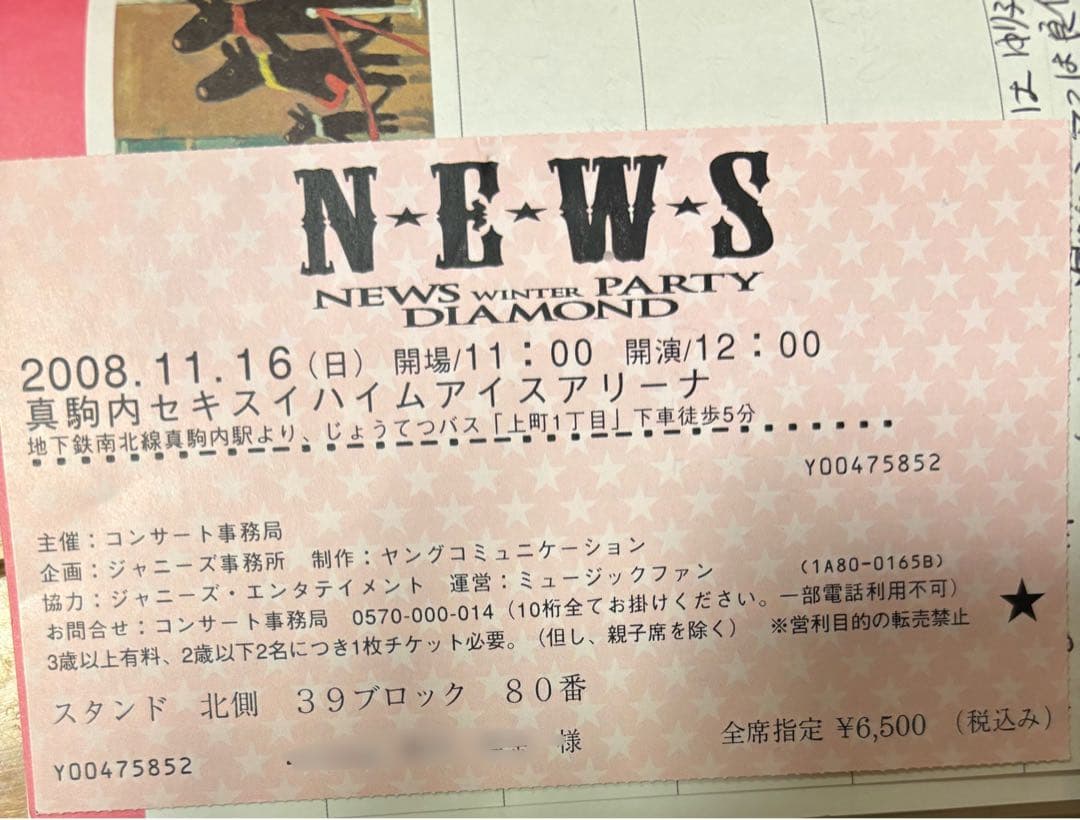 N★E★W★S
NEWS WINTER PARTY
DIAMOND
2008.11.16(日) 開場/11:00 開演/12:00
真駒内セキスイハイムアイスアリーナ
地下鉄南北線真駒内駅より、じょうてつバス「上町1丁目」下車徒歩5分
Y00475852
主催:コンサート事務局
企画:ジャニーズ事務所 制作:ヤングコミュニケーション
(1A80-0165B)
協力:ジャニーズ・エンタテイメント 運営:ミュージックファン
お問合せ:コンサート事務局 0570-000-014(10桁全てお掛けください。一部電話利用不可)
3歳以上有料、2歳以下2名につき1枚チケット必要。(但し、親子席を除く) ※営利目的の転売禁止
★
スタンド 北側 39ブロック 80番
様
全席指定 ¥6,500 (税込み)
Y00475852